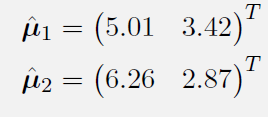 μ̂₁ = (5.01 3.42)ᵀ
μ̂₂ = (6.26 2.87)ᵀ